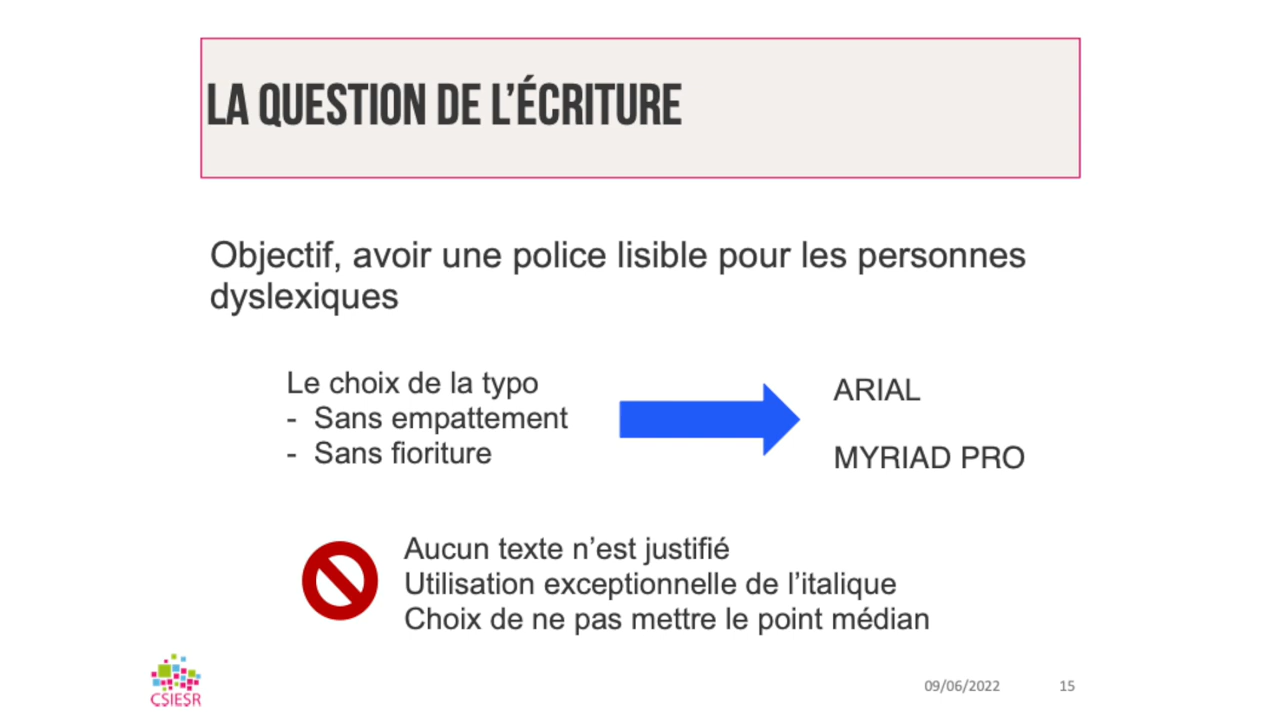 LA QUESTION DE L’ÉCRITURE
Objectif, avoir une police lisible pour les personnes
dyslexiques
Le choix de la typo
- Sans empattement
- Sans fioriture
ARIAL
MYRIAD PRO
Aucun texte n’est justifié
Utilisation exceptionnelle de l’italique
Choix de ne pas mettre le point médian
CSIESR
09/06/2022
15